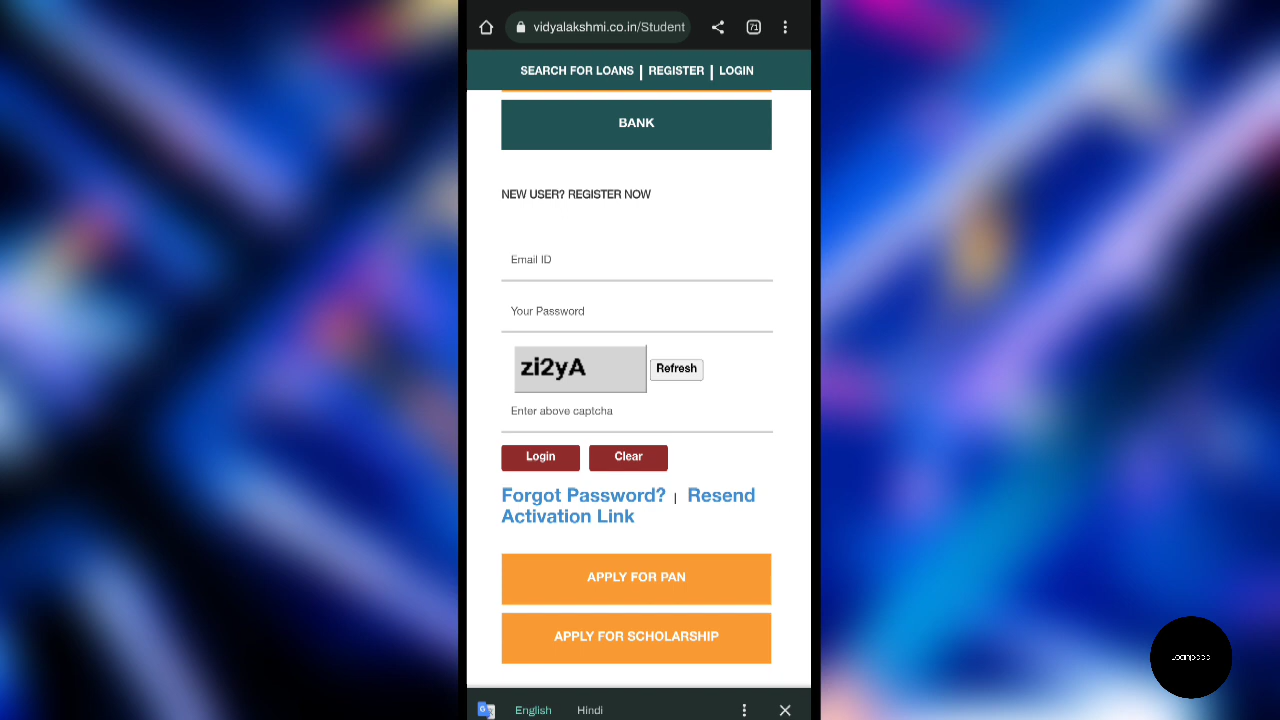 vidyalakshmi.co.in/Student
71
SEARCH FOR LOANS | REGISTER | LOGIN
BANK
NEW USER? REGISTER NOW
Email ID
Your Password
zi2yA Refresh
Enter above captcha
Login Clear
Forgot Password? | Resend
Activation Link
APPLY FOR PAN
APPLY FOR SCHOLARSHIP
English Hindi